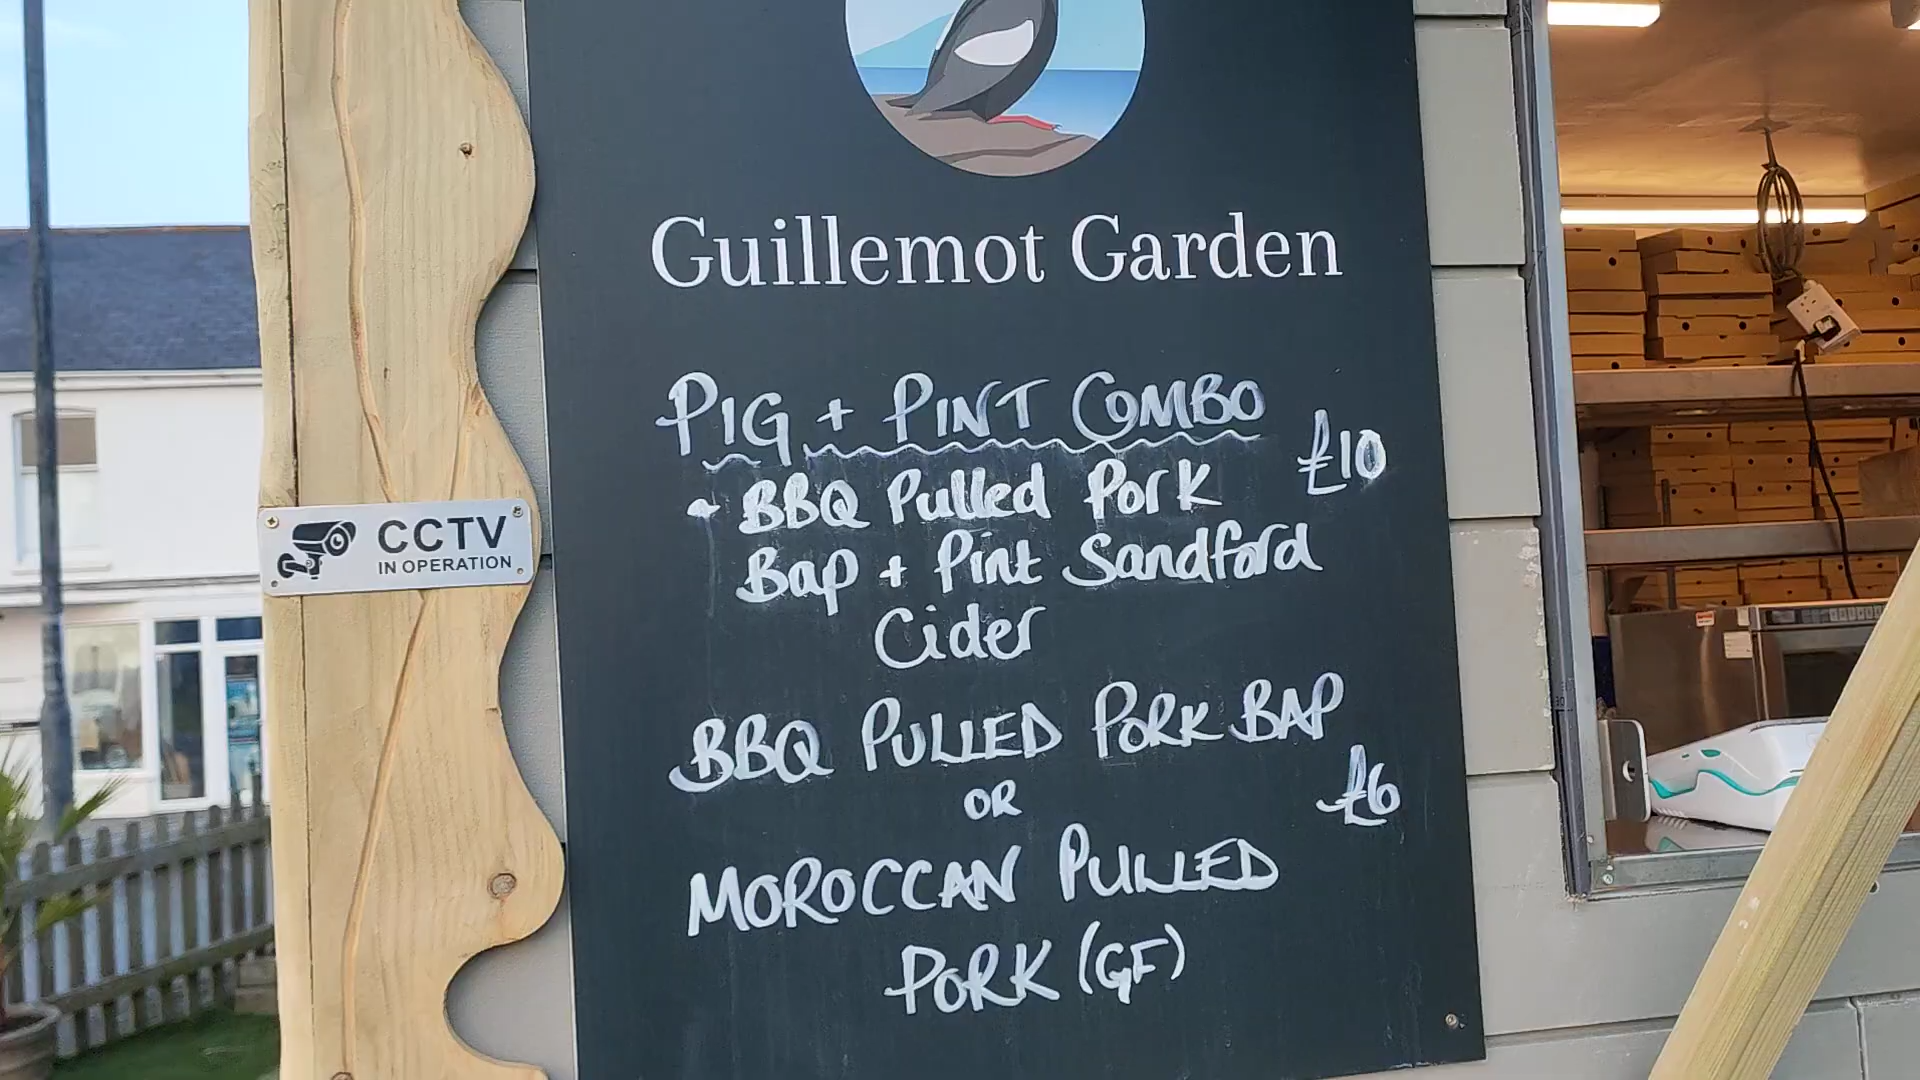 Guillemot Garden
PIG + PINT COMBO
£10
• BBQ Pulled Pork
Bap + Pint Sandford
Cider
BBQ PULLED PORK BAP
OR
£6
MOROCCAN PULLED
PORK (GF)
CCTV
IN OPERATION